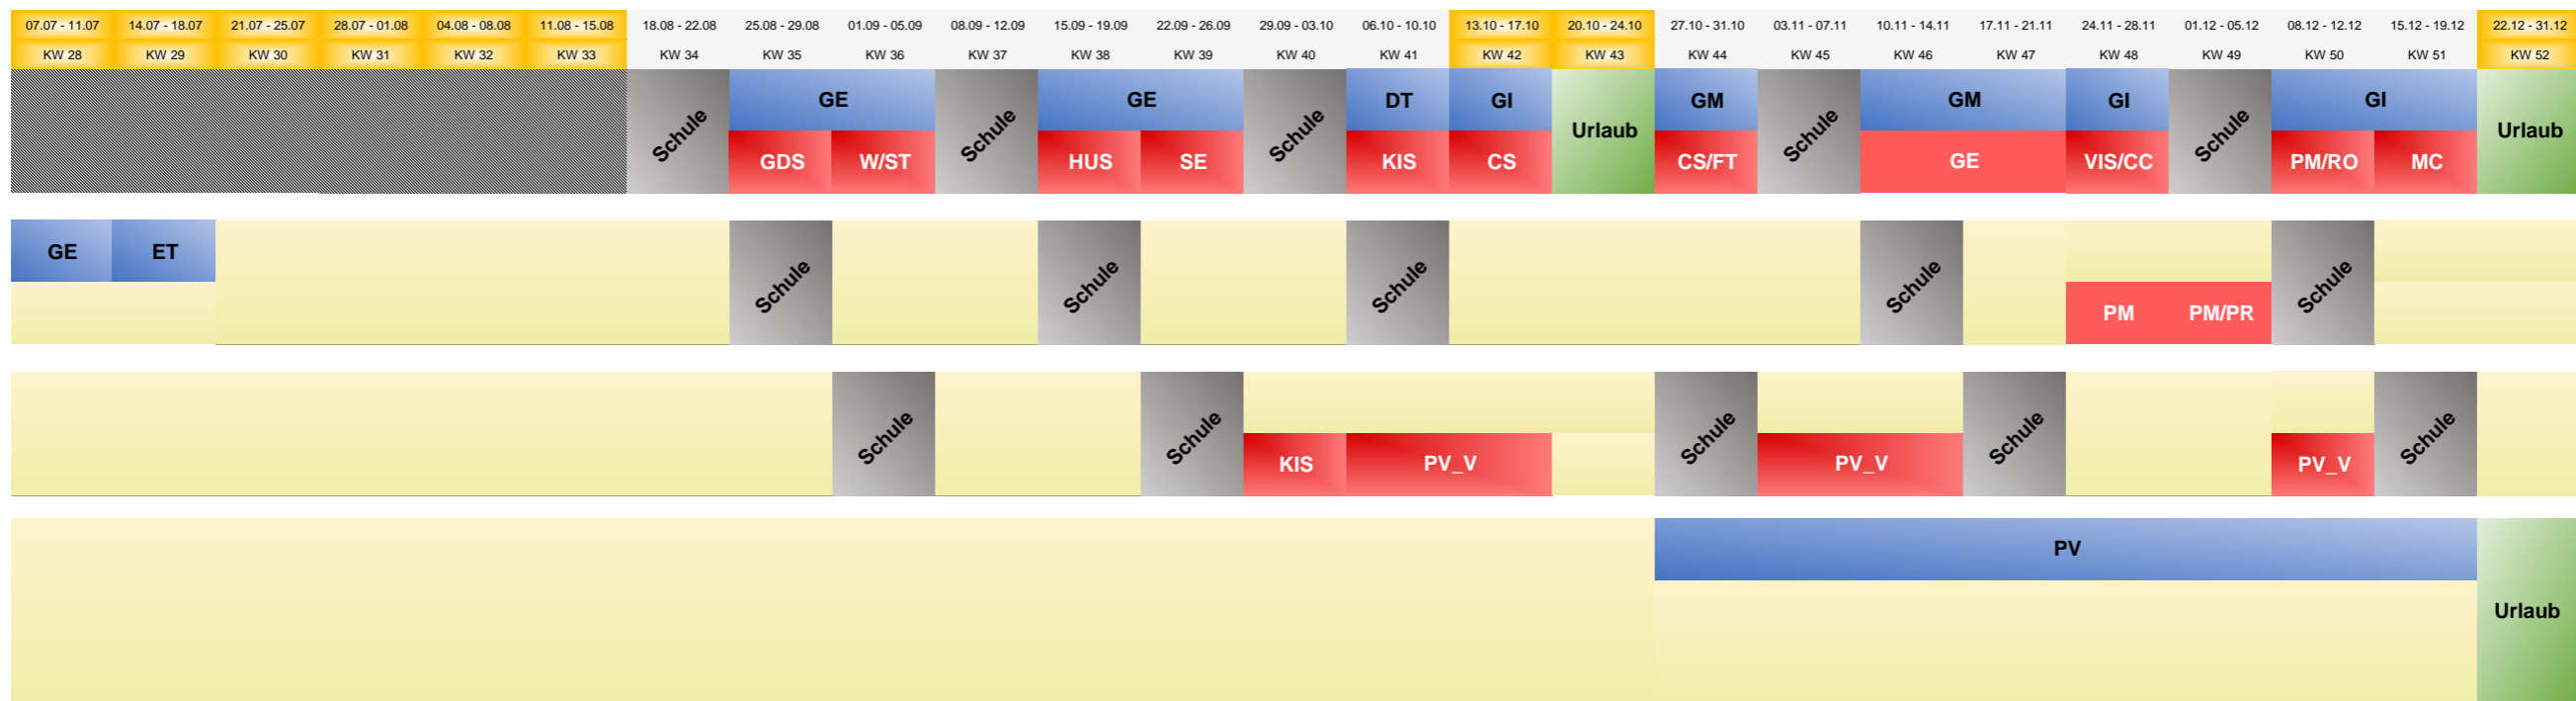 07.07 - 11.07 14.07 - 18.07 21.07 - 25.07 28.07 - 01.08 04.08 - 08.08 11.08 - 15.08 18.08 - 22.08 25.08 - 29.08 01.09 - 05.09 08.09 - 12.09 15.09 - 19.09 22.09 - 26.09 29.09 - 03.10 06.10 - 10.10 13.10 - 17.10 20.10 - 24.10 27.10 - 31.10 03.11 - 07.11 10.11 - 14.11 17.11 - 21.11 24.11 - 28.11 01.12 - 05.12 08.12 - 12.12 15.12 - 19.12 22.12 - 31.12
KW 28 KW 29 KW 30 KW 31 KW 32 KW 33 KW 34 KW 35 KW 36 KW 37 KW 38 KW 39 KW 40 KW 41 KW 42 KW 43 KW 44 KW 45 KW 46 KW 47 KW 48 KW 49 KW 50 KW 51 KW 52
GE GE DT GI GM GM GI GI
Schule Schule Schule Urlaub Schule Schule Urlaub
GDS W/ST HUS SE KIS CS CS/FT GE VIS/CC PM/RO MC
GE ET
Schule Schule Schule Schule Schule
PM PM/PR
Schule Schule Schule Schule Schule
KIS PV_V PV_V PV_V
PV
Urlaub